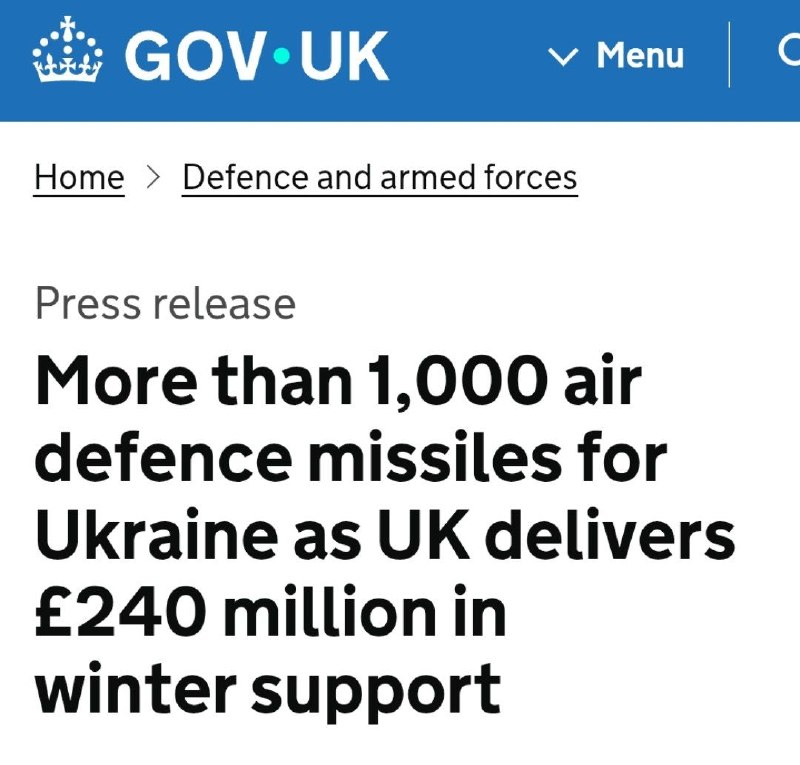 GOV·UK
Menu
Home > Defence and armed forces
Press release
More than 1,000 air
defence missiles for
Ukraine as UK delivers
£240 million in
winter support